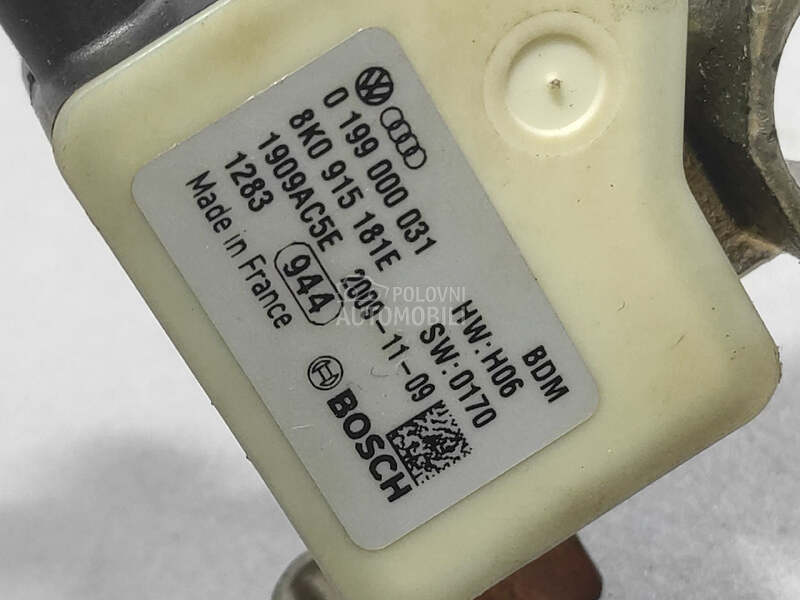 0 199 000 031
8K0 915 181E BDM
1909AC5E HW: H06
1283 2009-11-09 SW: 0170
Made in France 944
BOSCH
POLOVNI
AUTOMOBILI